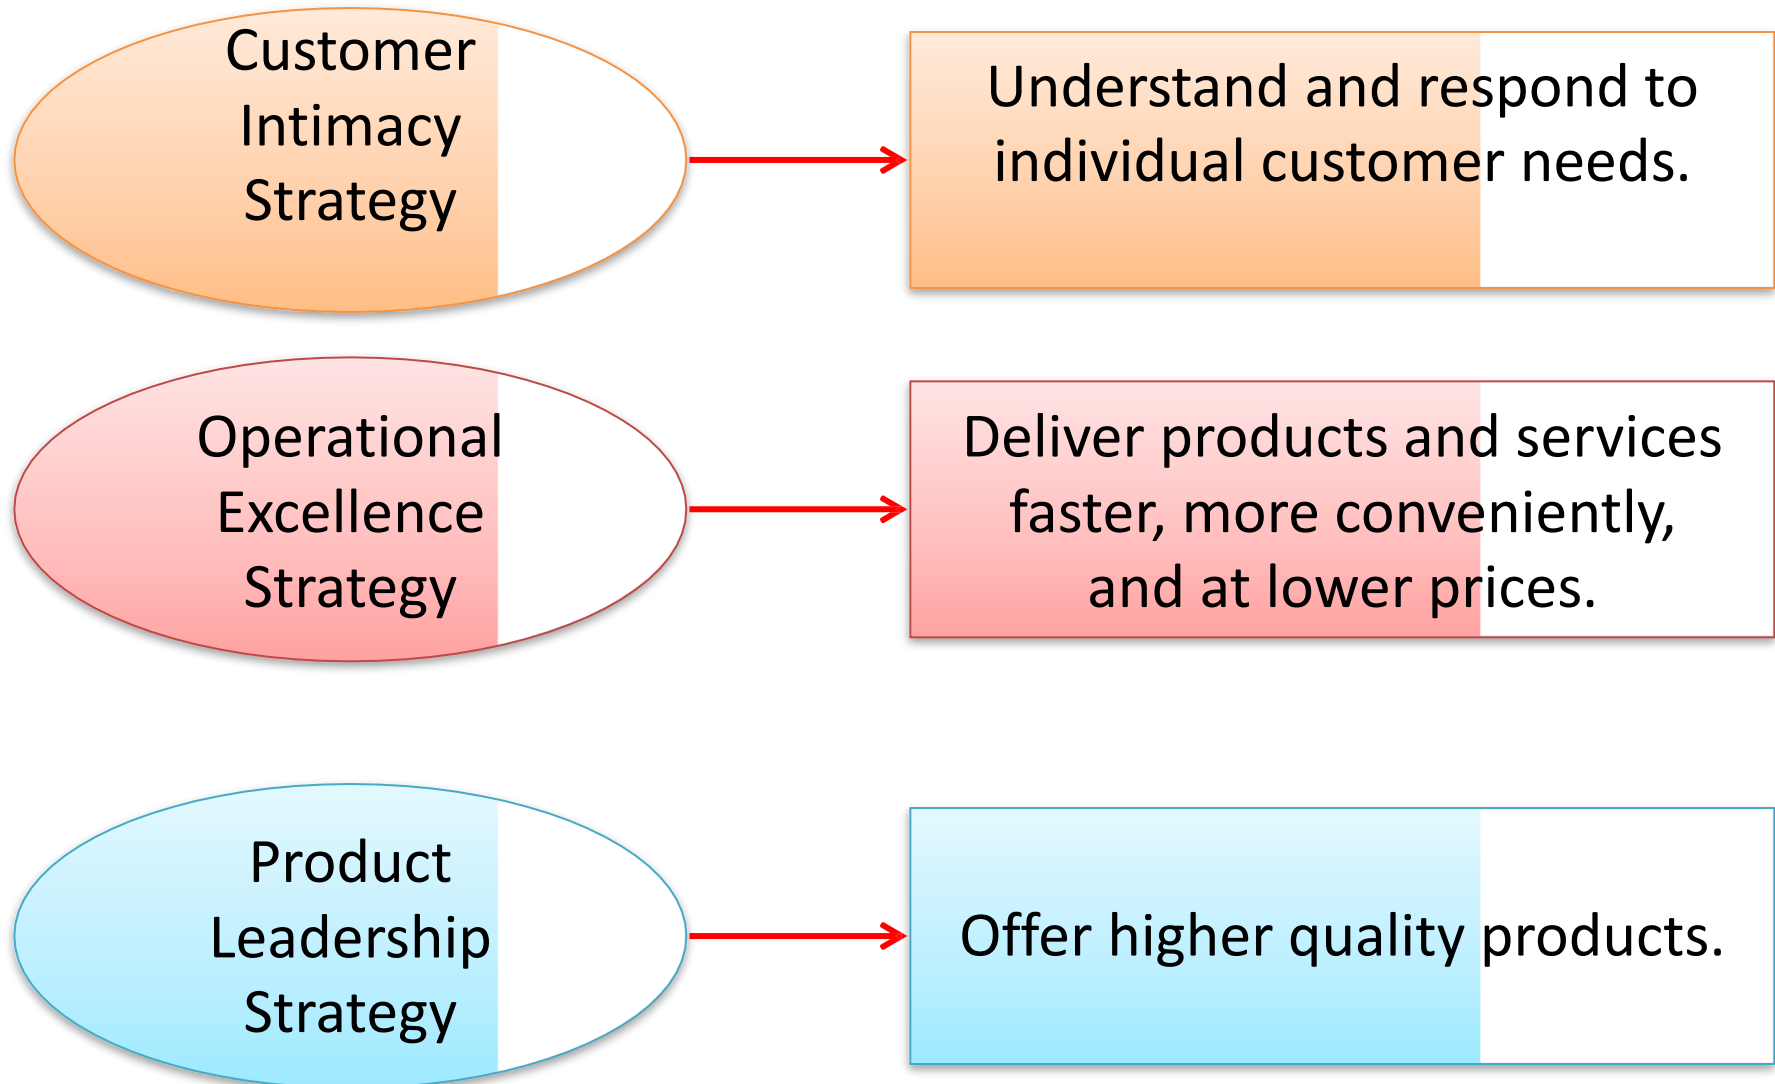 Customer
Intimacy
Strategy
Understand and respond to
individual customer needs.
Operational
Excellence
Strategy
Deliver products and services
faster, more conveniently,
and at lower prices.
Product
Leadership
Strategy
Offer higher quality products.